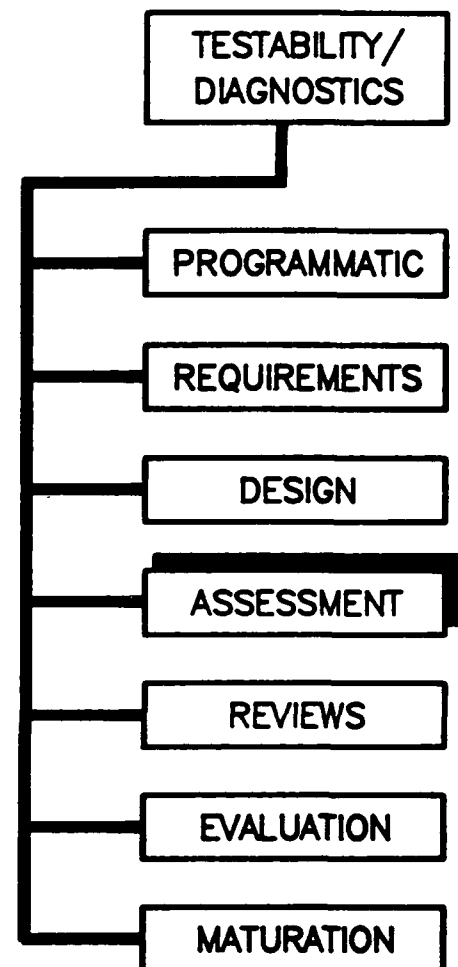 TESTABILITY/
DIAGNOSTICS
PROGRAMMATIC
REQUIREMENTS
DESIGN
ASSESSMENT
REVIEWS
EVALUATION
MATURATION